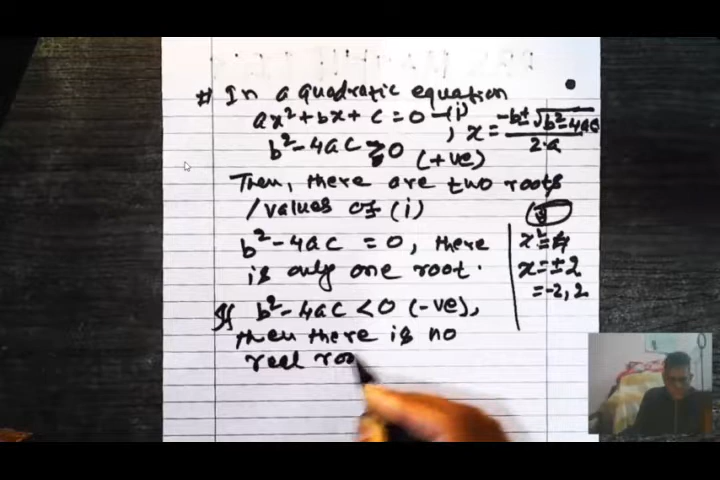 # In a quadratic equation
ax²+bx+c=0-(i)
, x = -b±√b²-4ac / 2·a
b²-4ac >0 (+ve)
Then, there are two roots
/values of (i)
b²-4ac = 0, there
is only one root.
If b²-4ac <0 (-ve),
then there is no
real roo
x²=4
x=±2
=-2,2